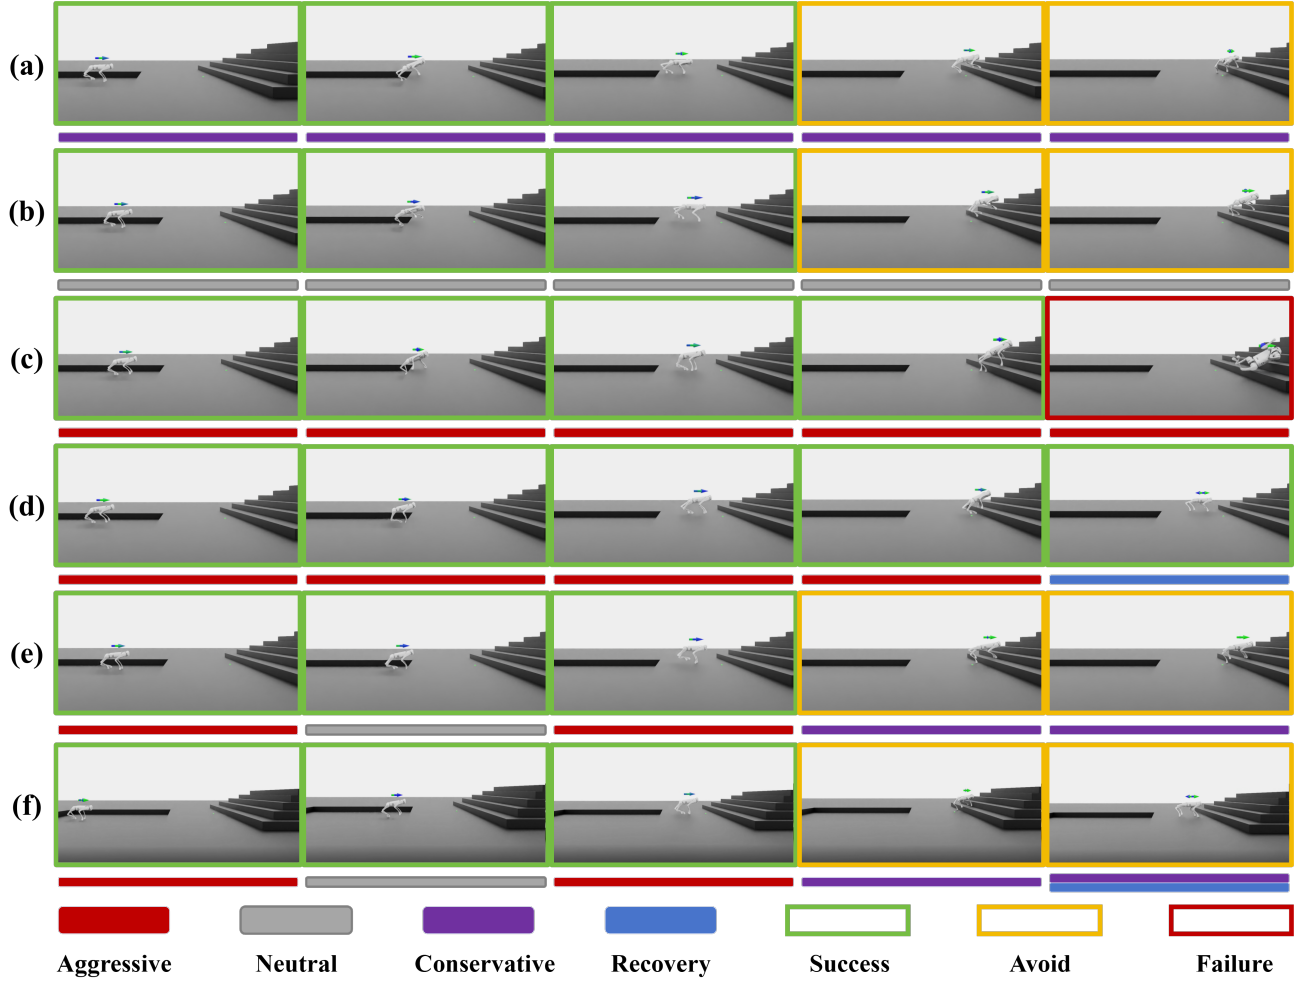 (a)
(b)
(c)
(d)
(e)
(f)
Aggressive Neutral Conservative Recovery Success Avoid Failure